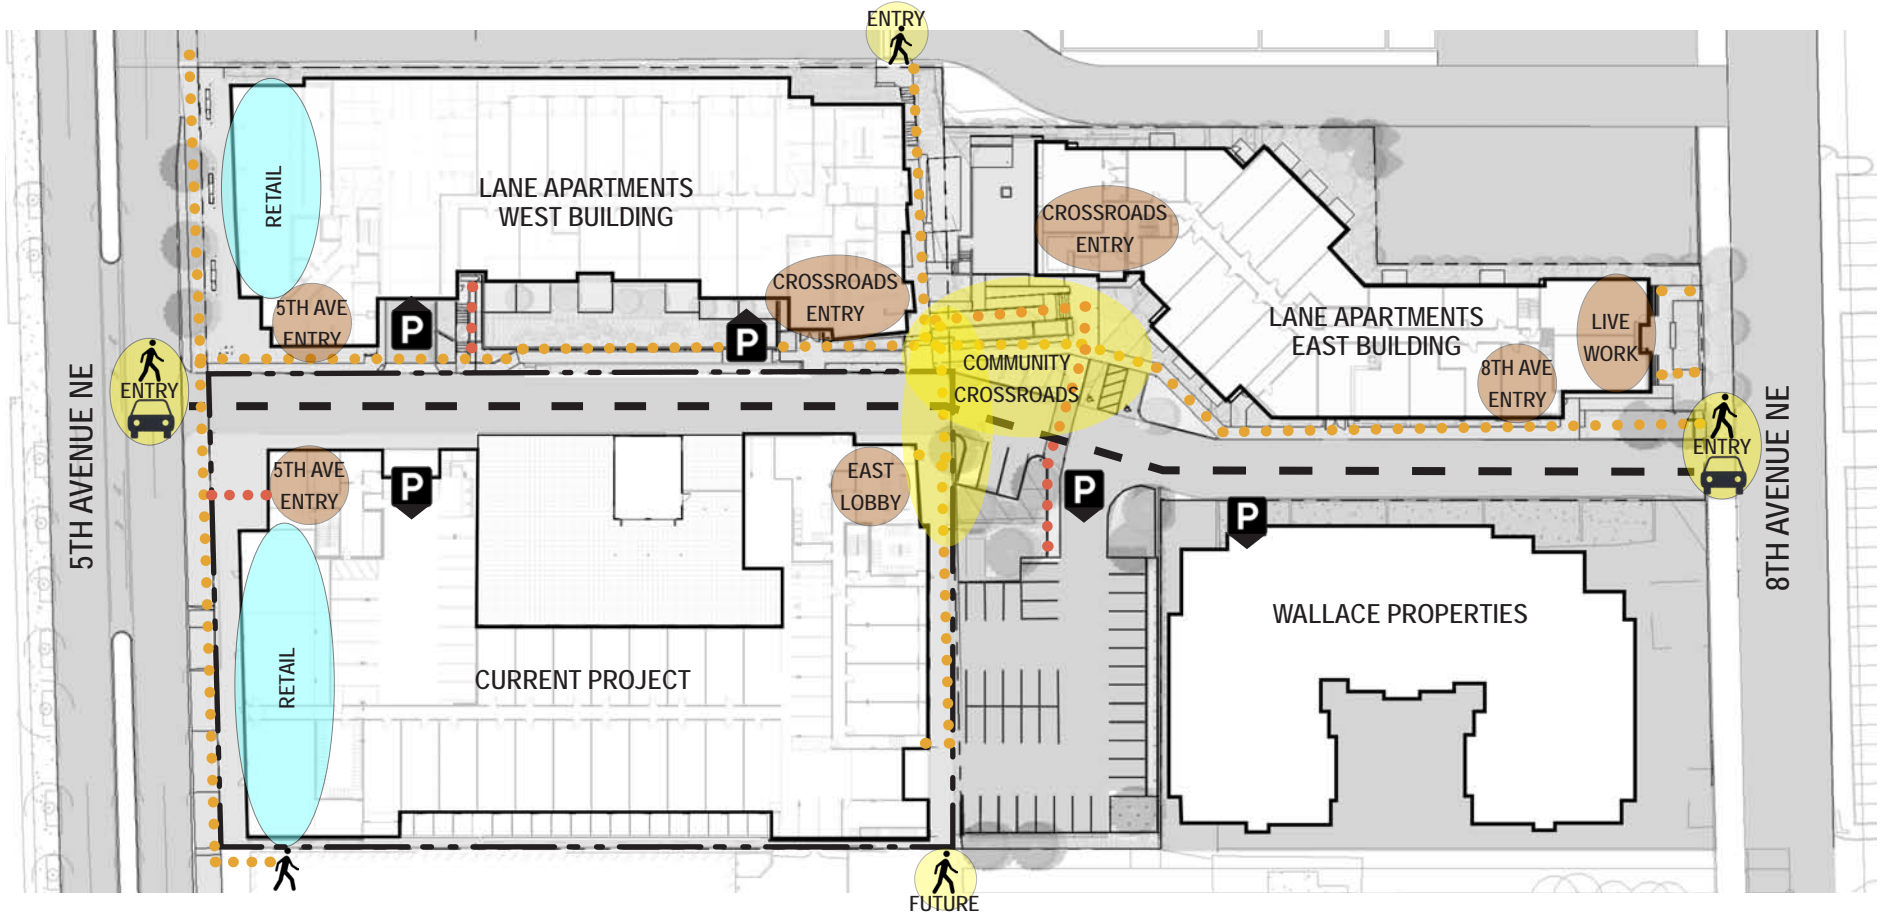 ENTRY
RETAIL
LANE APARTMENTS
WEST BUILDING
CROSSROADS
ENTRY
CROSSROADS
ENTRY
5TH AVE
ENTRY
P
P
LANE APARTMENTS
EAST BUILDING
LIVE
WORK
8TH AVE
ENTRY
COMMUNITY
CROSSROADS
ENTRY
5TH AVENUE NE
5TH AVE
ENTRY
P
EAST
LOBBY
P
P
ENTRY
8TH AVENUE NE
RETAIL
CURRENT PROJECT
WALLACE PROPERTIES
FUTURE